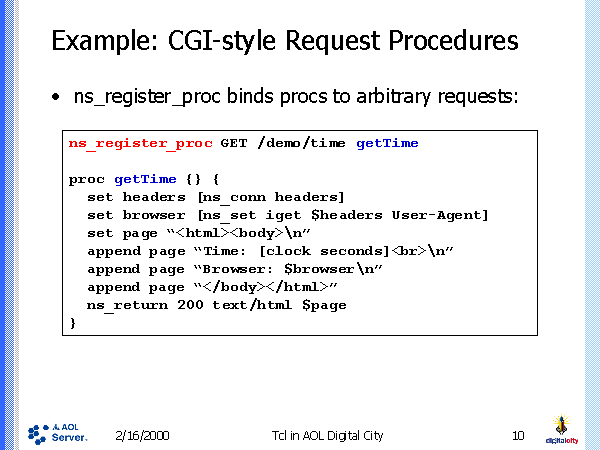 Example: CGI-style Request Procedures
• ns_register_proc binds procs to arbitrary requests:
ns_register_proc GET /demo/time getTime
proc getTime {} {
set headers [ns_conn headers]
set browser [ns_set iget $headers User-Agent]
set page “<html><body>\n”
append page “Time: [clock seconds]<br>\n”
append page “Browser: $browser\n”
append page “</body></html>”
ns_return 200 text/html $page
}
AOL
Server.
2/16/2000
Tcl in AOL Digital City
10
digitalcity